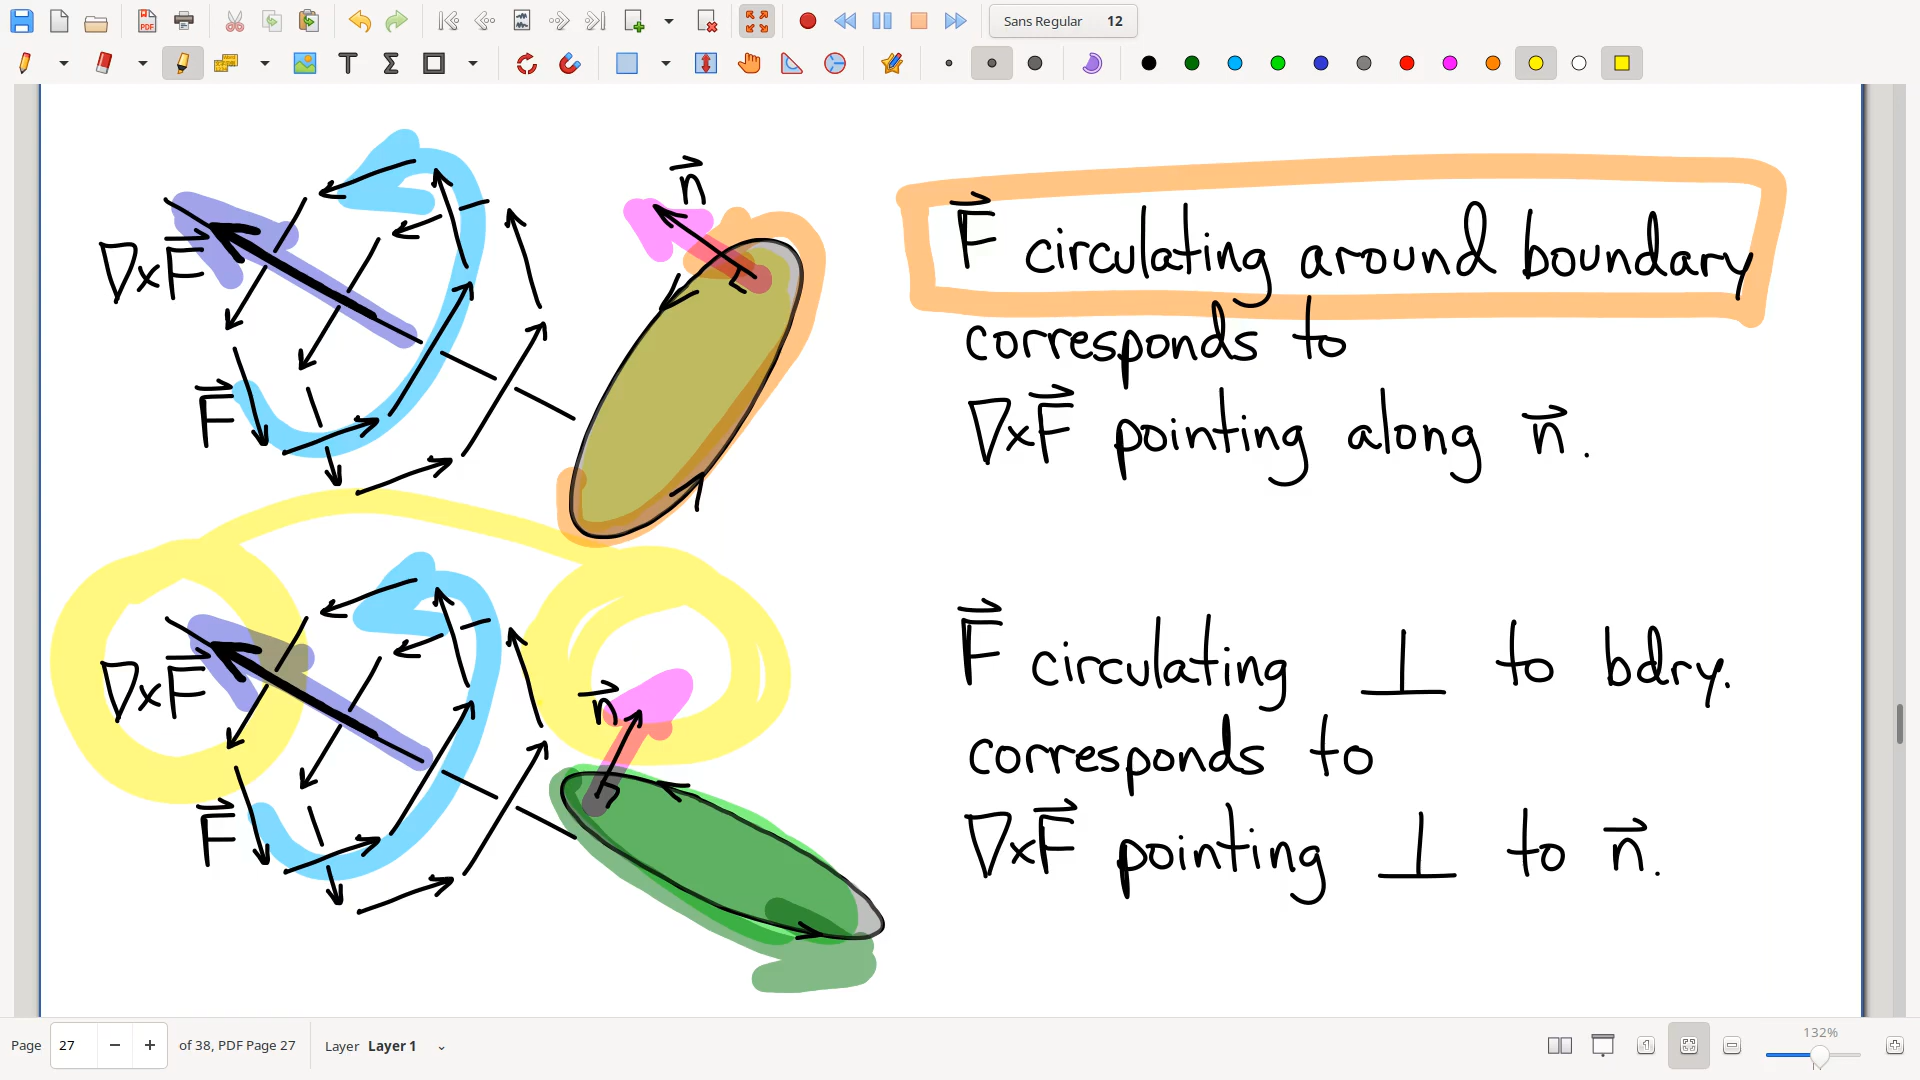 Sans Regular 12
n⃗
∇×F⃗
F⃗
F⃗ circulating around boundary
corresponds to
∇×F⃗ pointing along n⃗.
∇×F⃗
n⃗
F⃗
F⃗ circulating ⊥ to bdry.
corresponds to
∇×F⃗ pointing ⊥ to n⃗.
Page 27 − + of 38, PDF Page 27 Layer Layer 1
132%